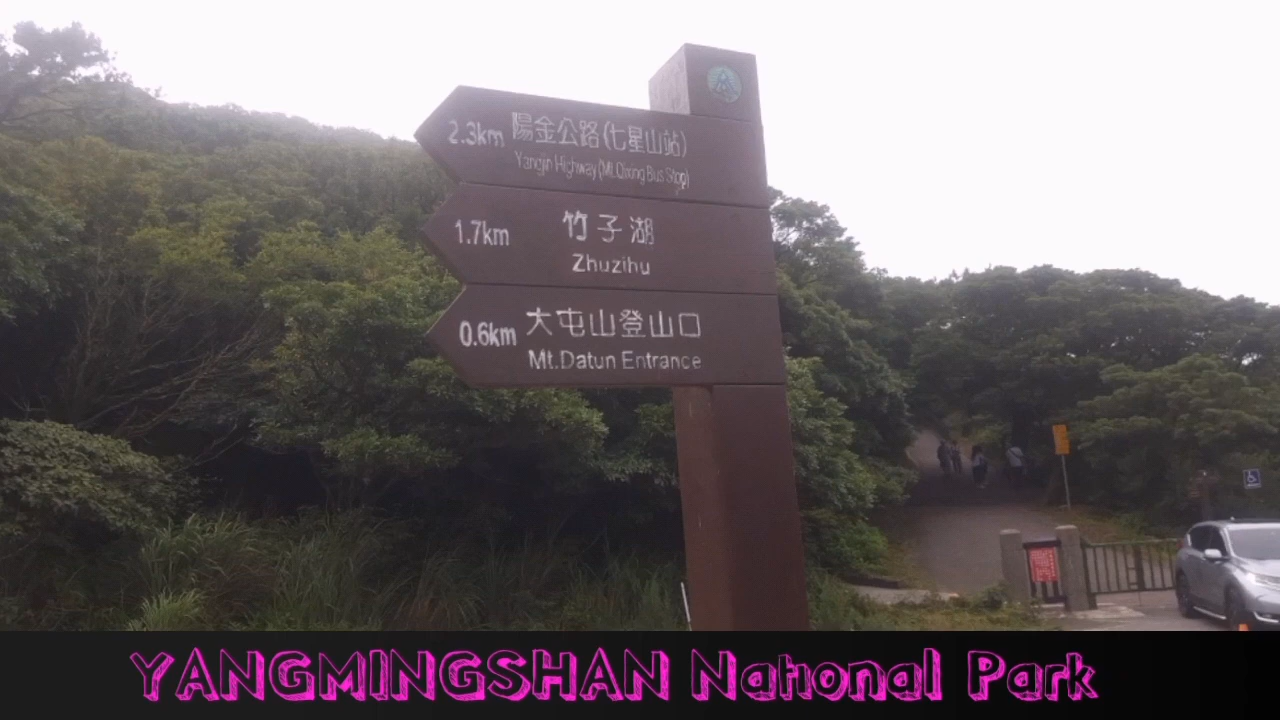 2.3km 陽金公路(七星山站)
Yangjin Highway (Mt.Qixing Bus Stop)
1.7km 竹子湖
Zhuzihu
0.6km 大屯山登山口
Mt.Datun Entrance
YANGMINGSHAN National Park